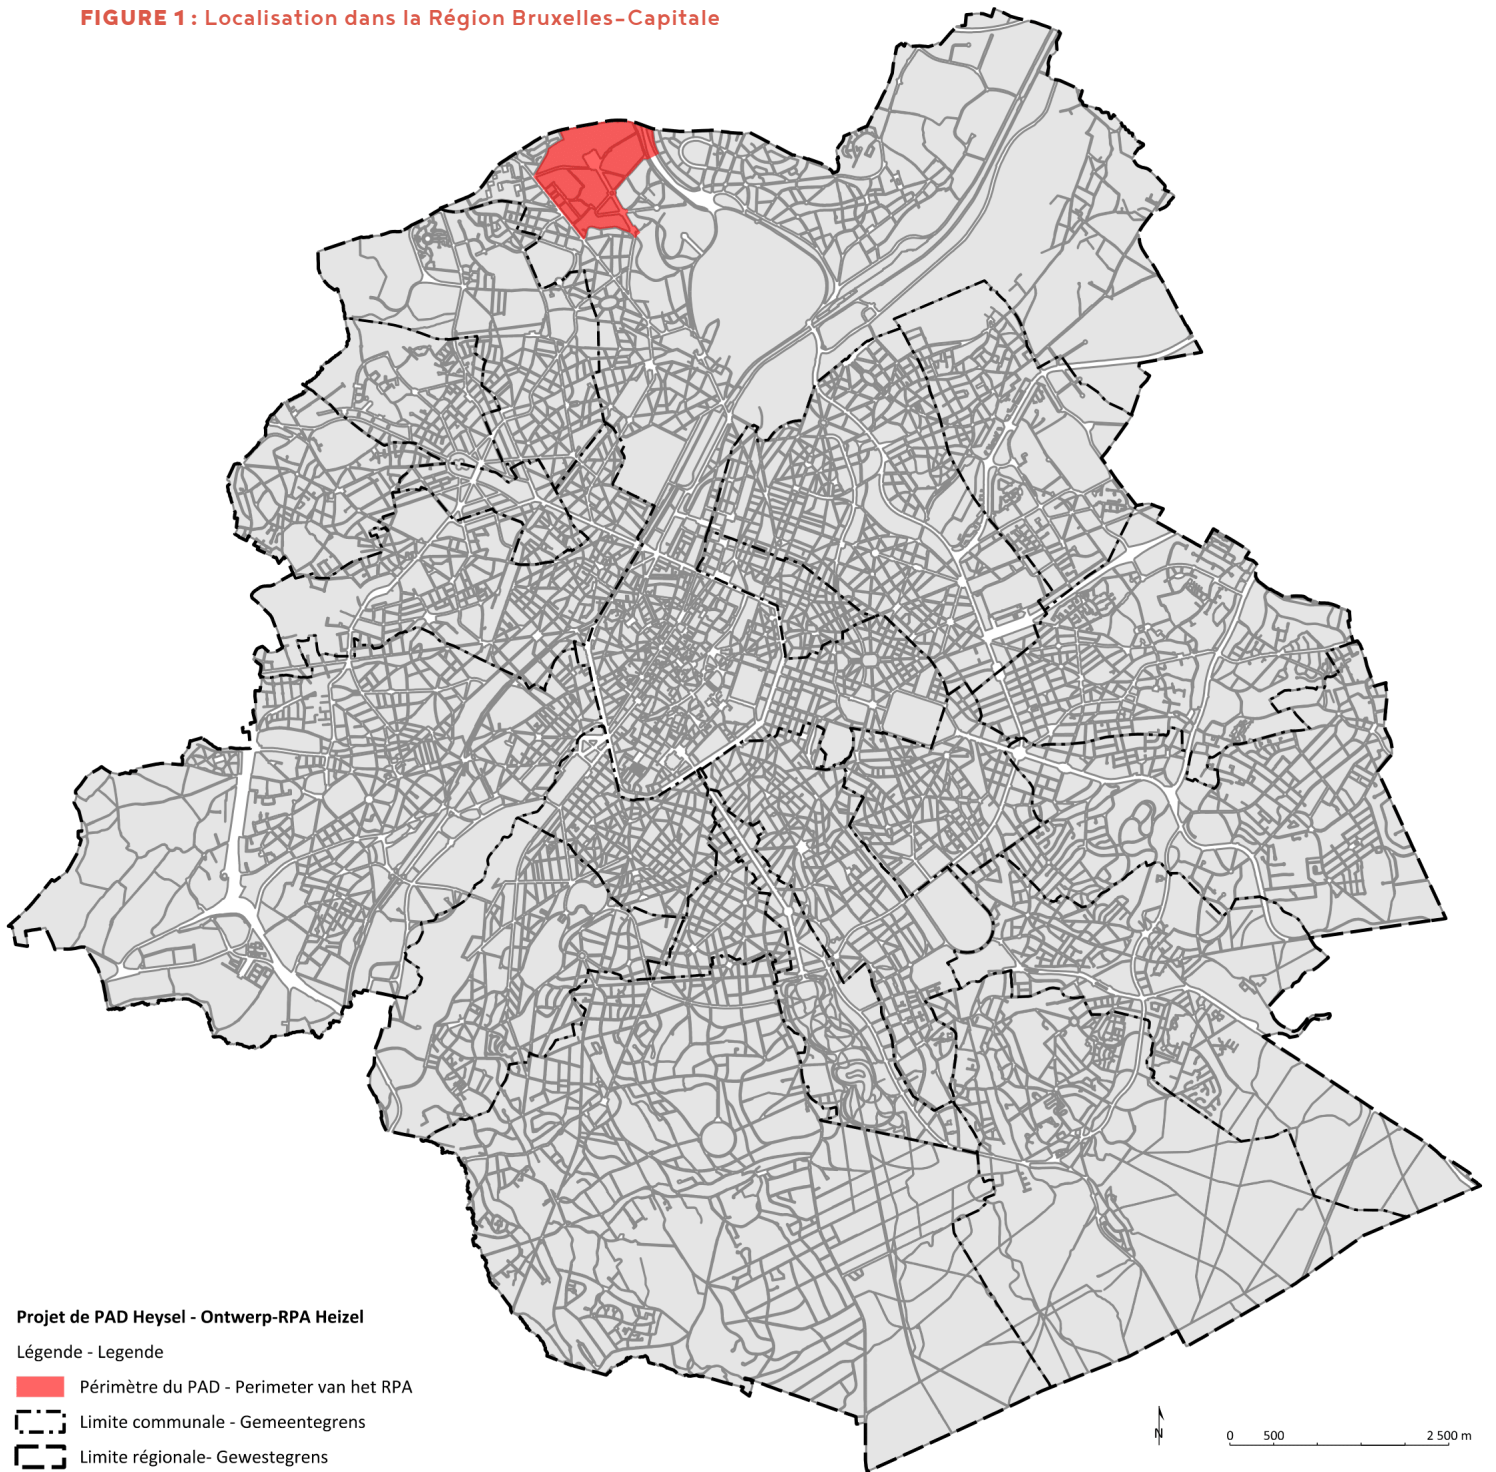 FIGURE 1 : Localisation dans la Région Bruxelles-Capitale
Projet de PAD Heysel - Ontwerp-RPA Heizel
Légende - Legende
Périmètre du PAD - Perimeter van het RPA
Limite communale - Gemeentegrens
Limite régionale- Gewestegrens
N
0 500 2 500 m